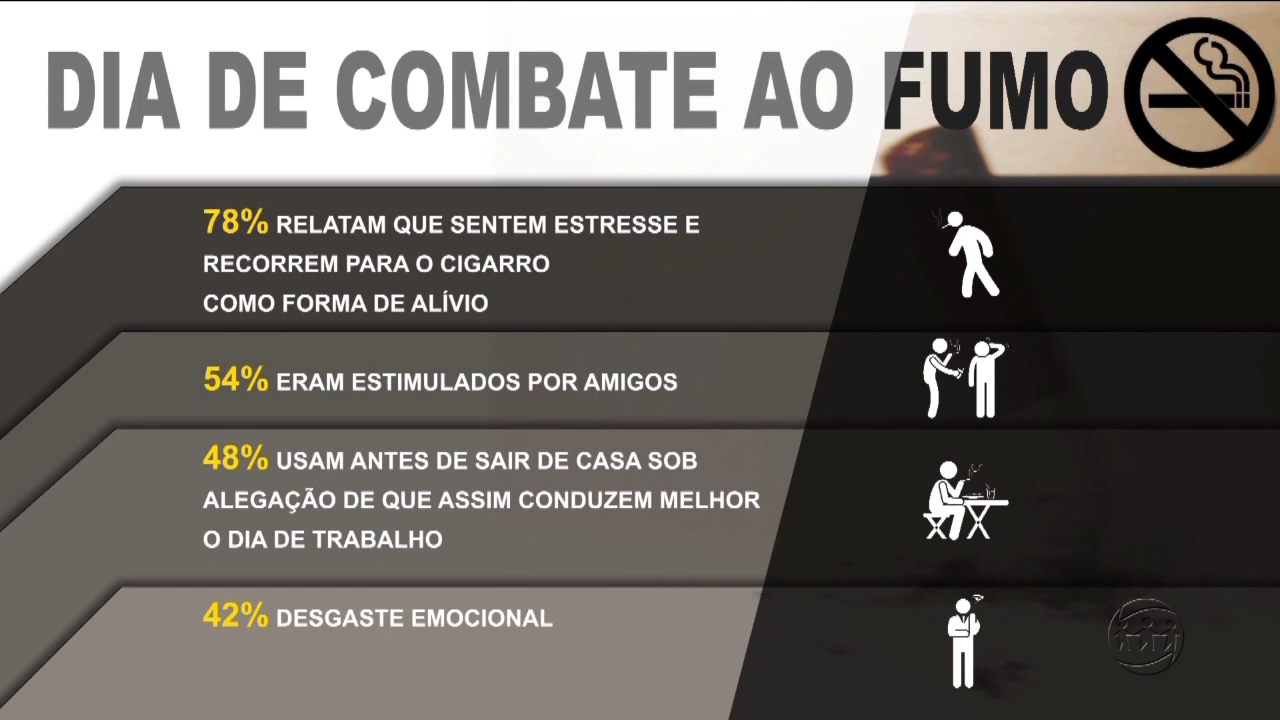 DIA DE COMBATE AO FUMO
78% RELATAM QUE SENTEM ESTRESSE E
RECORREM PARA O CIGARRO
COMO FORMA DE ALÍVIO
54% ERAM ESTIMULADOS POR AMIGOS
48% USAM ANTES DE SAIR DE CASA SOB
ALEGAÇÃO DE QUE ASSIM CONDUZEM MELHOR
O DIA DE TRABALHO
42% DESGASTE EMOCIONAL